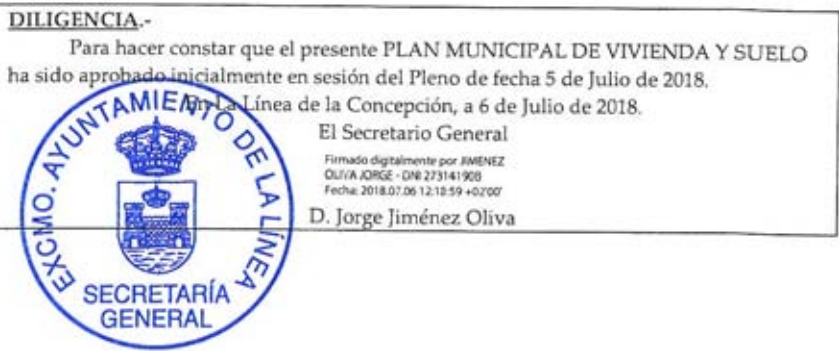 DILIGENCIA.-
Para hacer constar que el presente PLAN MUNICIPAL DE VIVIENDA Y SUELO
ha sido aprobado inicialmente en sesión del Pleno de fecha 5 de Julio de 2018.
En La Línea de la Concepción, a 6 de Julio de 2018.
El Secretario General
Firmado digitalmente por JIMENEZ
OLIVA JORGE - DNI 27314190B
Fecha: 2018.07.06 12:18:59 +02'00'
D. Jorge Jiménez Oliva
EXCMO. AYUNTAMIENTO DE LA LÍNEA
SECRETARÍA
GENERAL